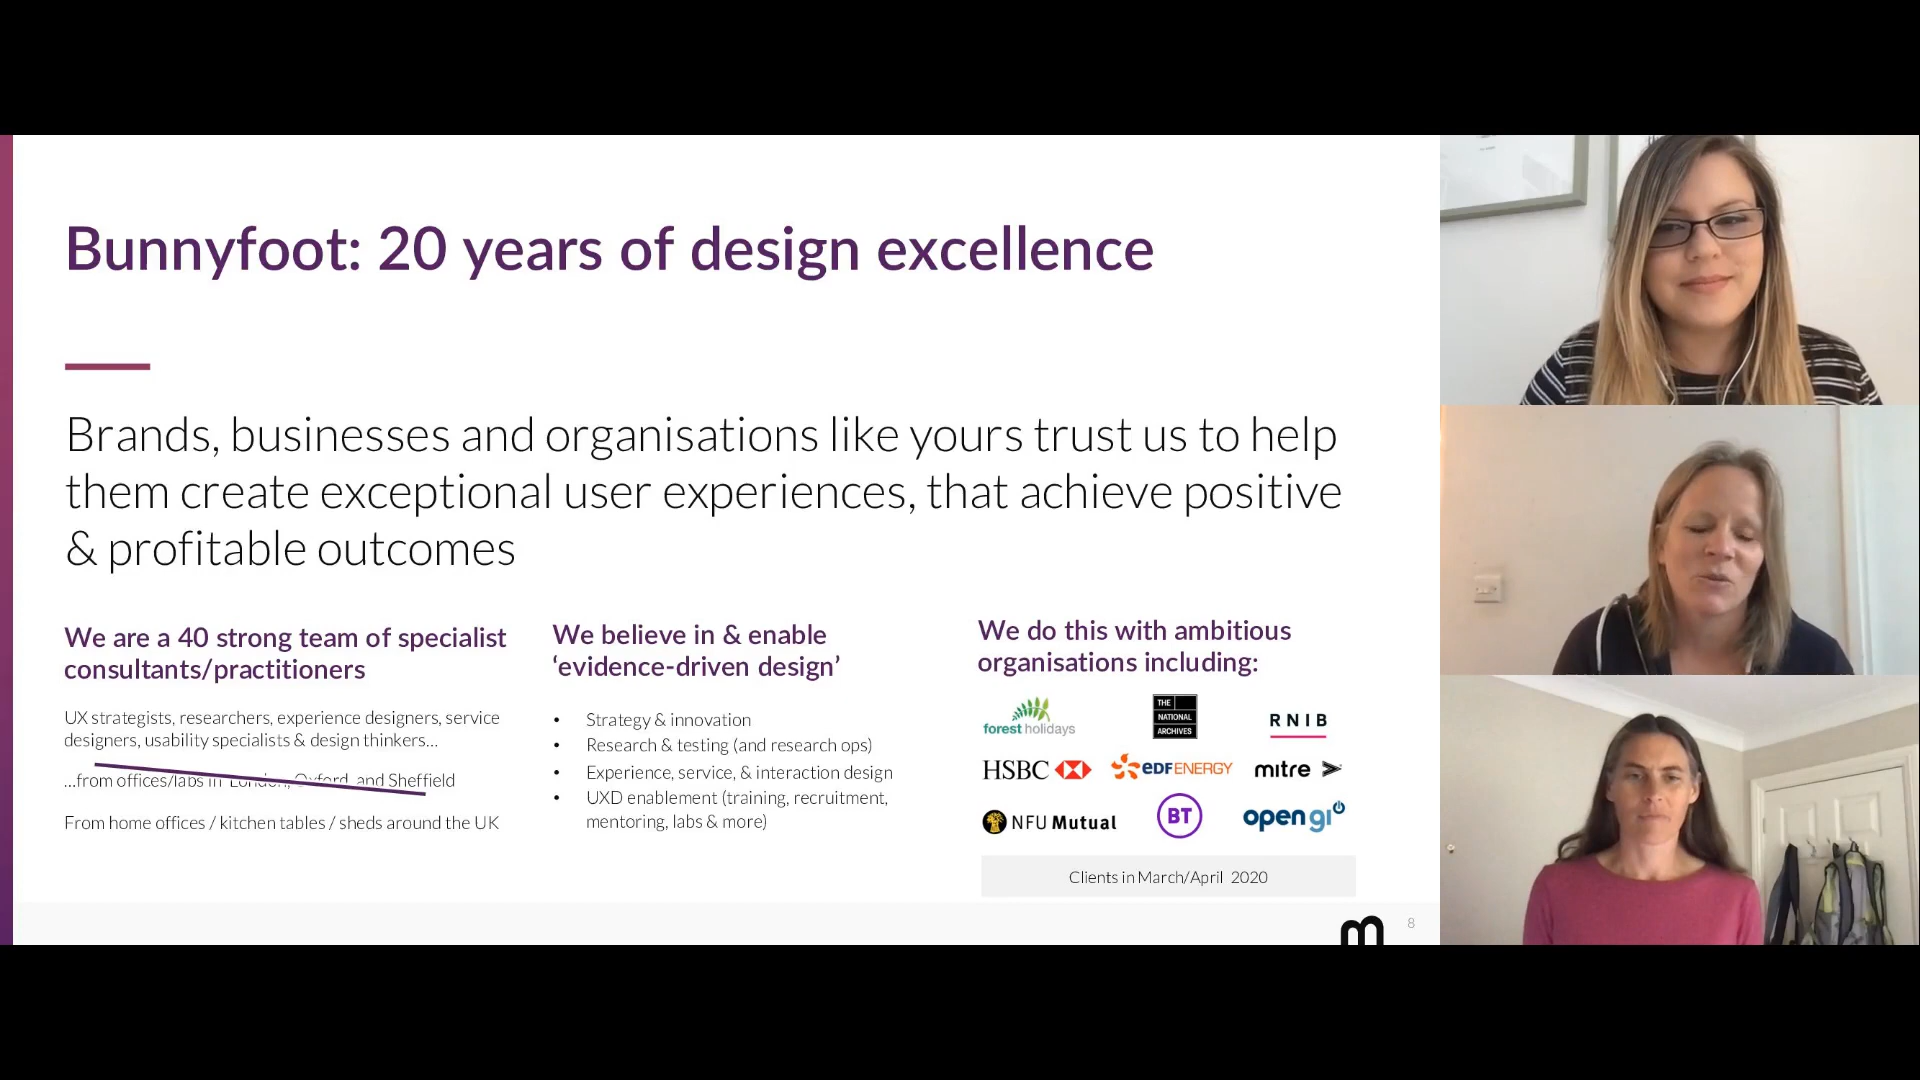 Bunnyfoot: 20 years of design excellence
Brands, businesses and organisations like yours trust us to help
them create exceptional user experiences, that achieve positive
& profitable outcomes
We are a 40 strong team of specialist
consultants/practitioners
UX strategists, researchers, experience designers, service
designers, usability specialists & design thinkers...
...from offices/labs in London, Oxford, and Sheffield
From home offices / kitchen tables / sheds around the UK
We believe in & enable
‘evidence-driven design’
• Strategy & innovation
• Research & testing (and research ops)
• Experience, service, & interaction design
• UXD enablement (training, recruitment,
mentoring, labs & more)
We do this with ambitious
organisations including:
forest holidays
THE
NATIONAL
ARCHIVES
RNIB
HSBC
EDF ENERGY
mitre
NFU Mutual
BT
open gi
Clients in March/April 2020
8